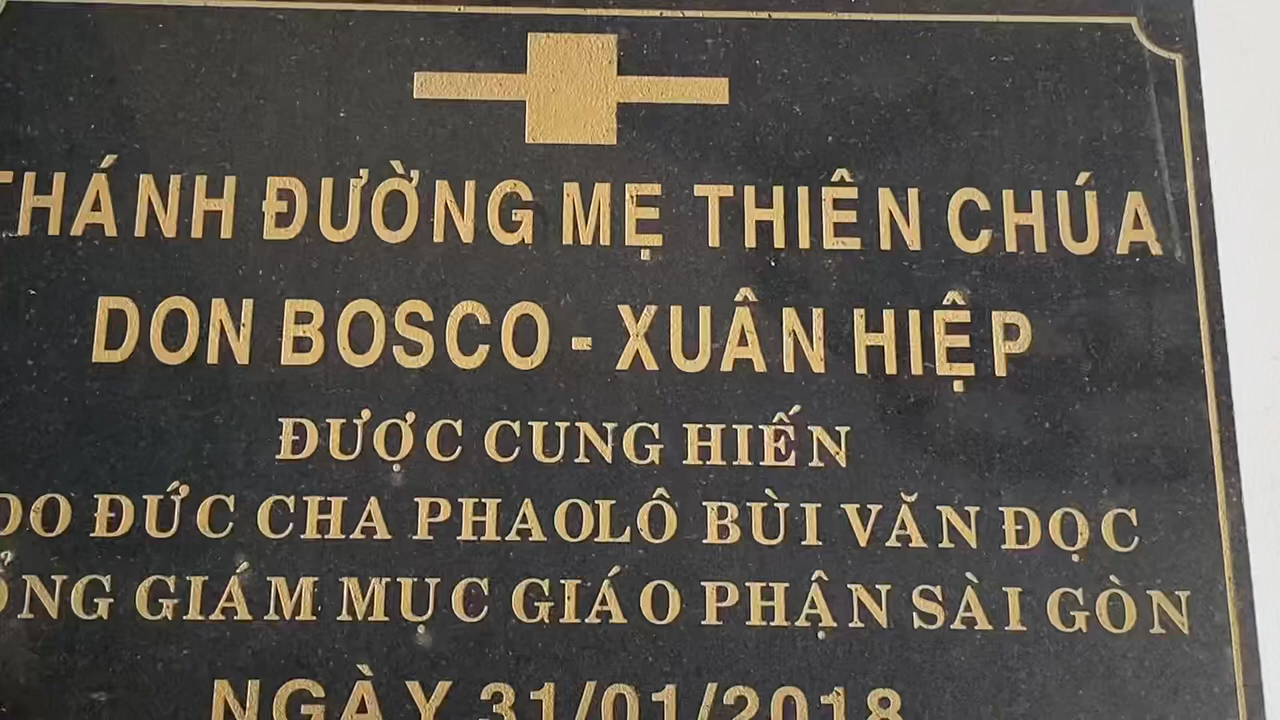 THÁNH ĐƯỜNG MẸ THIÊN CHÚA
DON BOSCO - XUÂN HIỆP
ĐƯỢC CUNG HIẾN
DO ĐỨC CHA PHAOLÔ BÙI VĂN ĐỌC
TỔNG GIÁM MỤC GIÁO PHẬN SÀI GÒN
NGÀY 31/01/2018